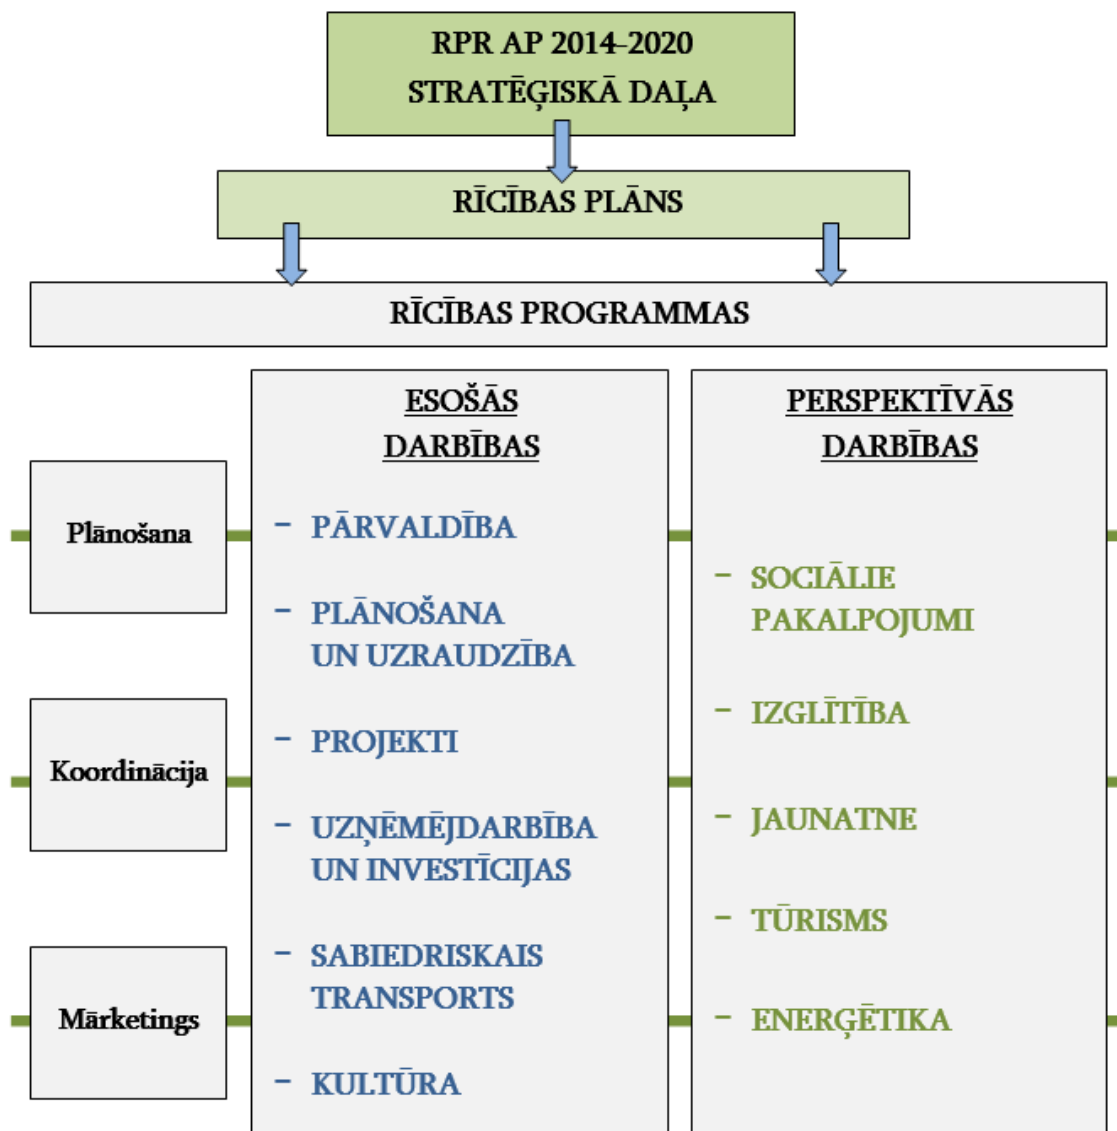 RPR AP 2014-2020
STRATĒĢISKĀ DAĻA
RĪCĪBAS PLĀNS
RĪCĪBAS PROGRAMMAS
Plānošana
Koordinācija
Mārketings
ESOŠĀS
DARBĪBAS
- PĀRVALDĪBA
- PLĀNOŠANA
UN UZRAUDZĪBA
- PROJEKTI
- UZŅĒMĒJDARBĪBA
UN INVESTĪCIJAS
- SABIEDRISKAIS
TRANSPORTS
- KULTŪRA
PERSPEKTĪVĀS
DARBĪBAS
- SOCIĀLIE
PAKALPOJUMI
- IZGLĪTĪBA
- JAUNATNE
- TŪRISMS
- ENERĢĒTIKA